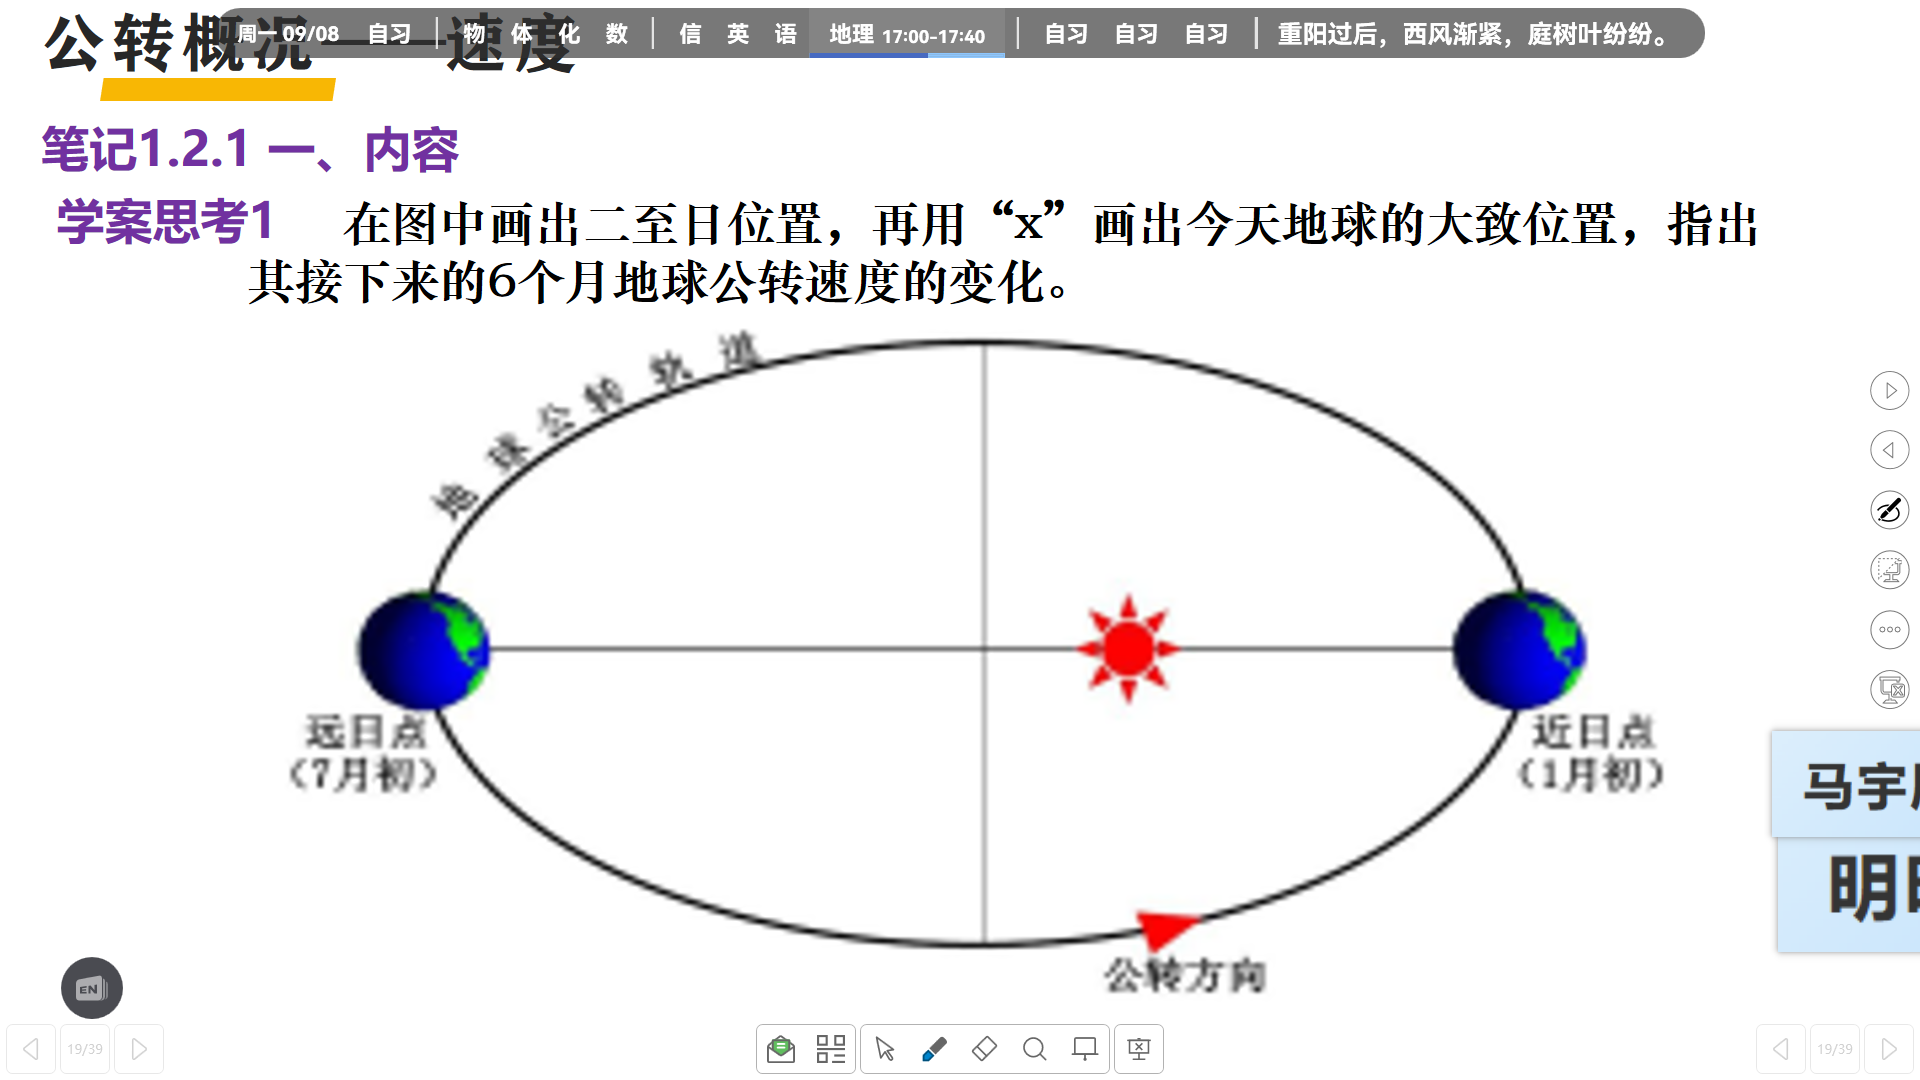 公转概况——速度
周一 09/08 自习 | 物 体 化 数 | 信 英 语 地理 17:00-17:40 | 自习 自习 自习 | 重阳过后，西风渐紧，庭树叶纷纷。
笔记1.2.1 一、内容
学案思考1 在图中画出二至日位置，再用“x”画出今天地球的大致位置，指出
其接下来的6个月地球公转速度的变化。
地球公转轨道
远日点
（7月初）
近日点
（1月初）
马宇
明
公转方向
EN
19/39
19/39